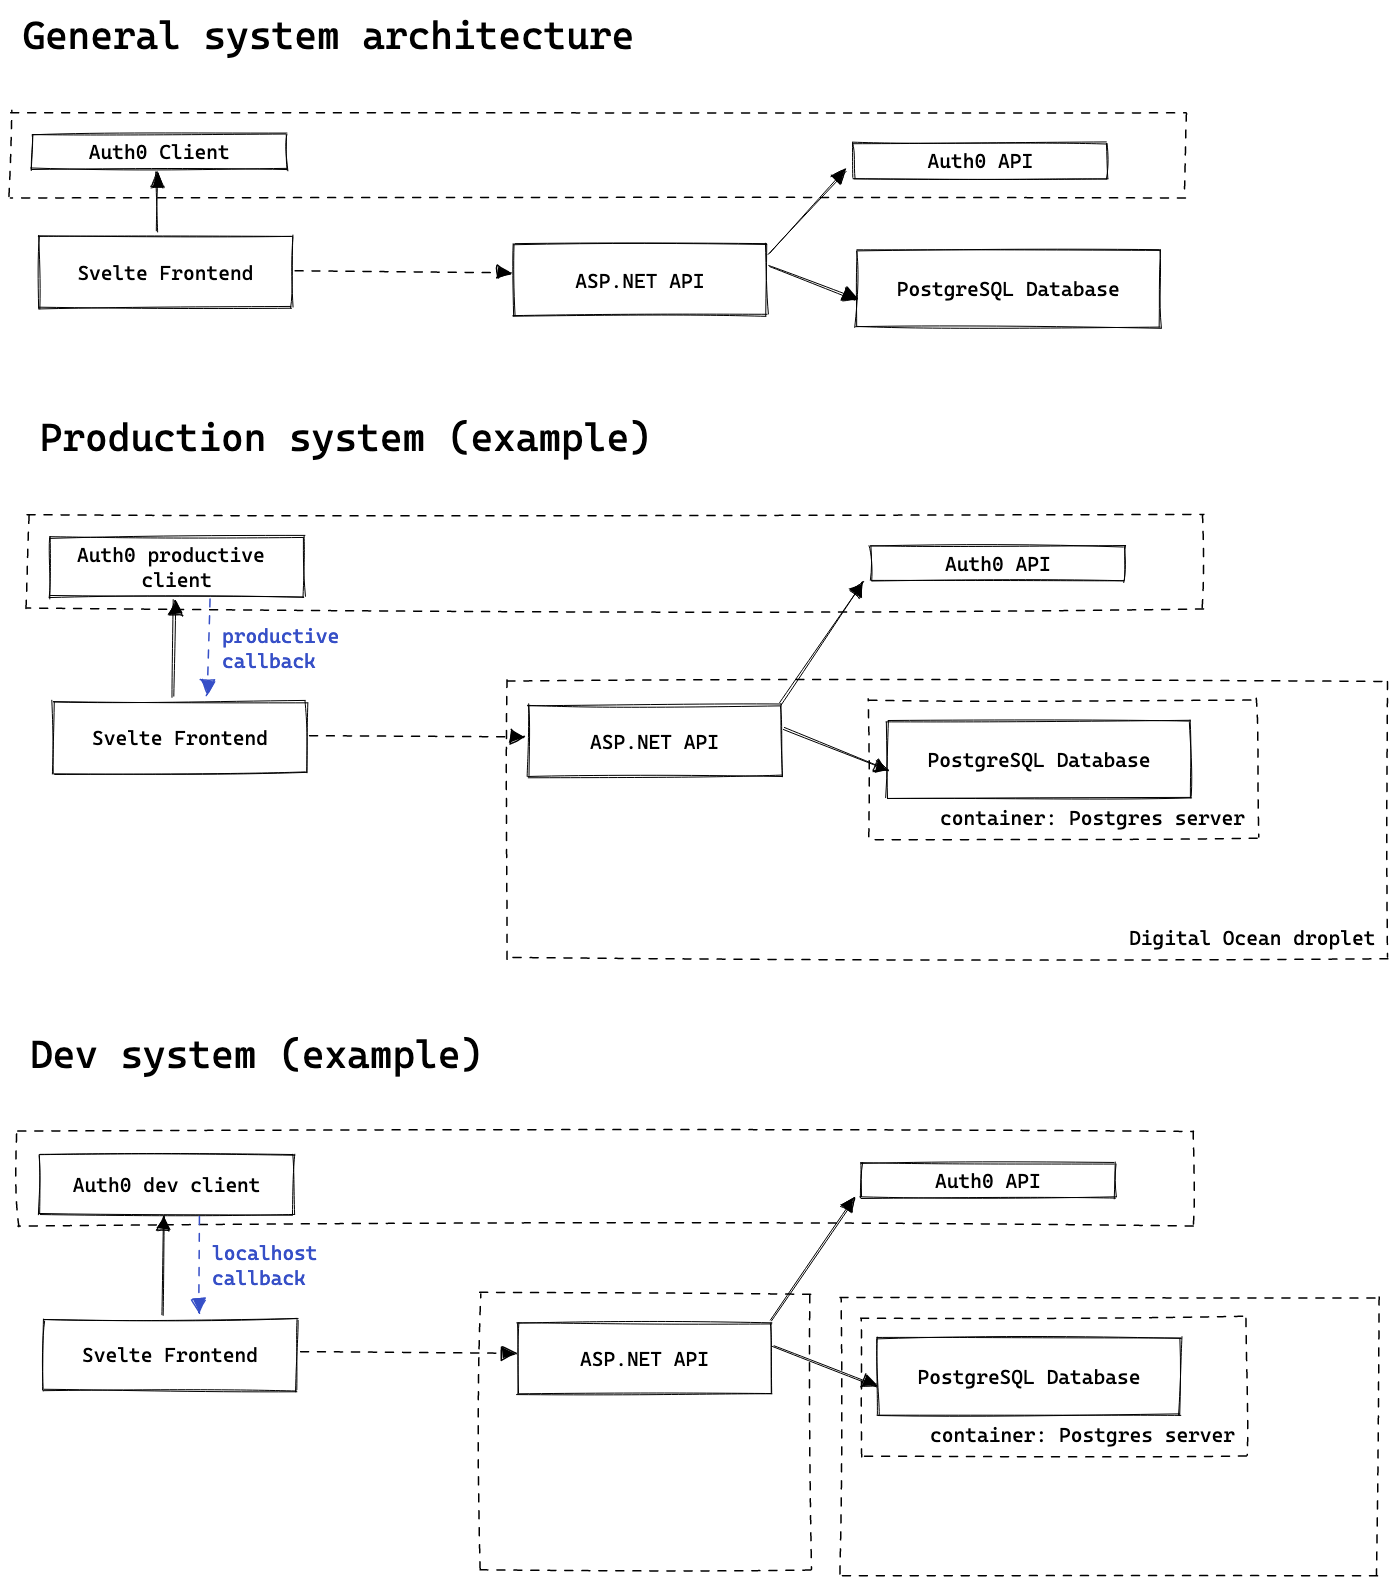 General system architecture
Auth0 Client
Auth0 API
Svelte Frontend
ASP.NET API
PostgreSQL Database
Production system (example)
Auth0 productive
client
Auth0 API
productive
callback
Svelte Frontend
ASP.NET API
PostgreSQL Database
container: Postgres server
Digital Ocean droplet
Dev system (example)
Auth0 dev client
Auth0 API
localhost
callback
Svelte Frontend
ASP.NET API
PostgreSQL Database
container: Postgres server